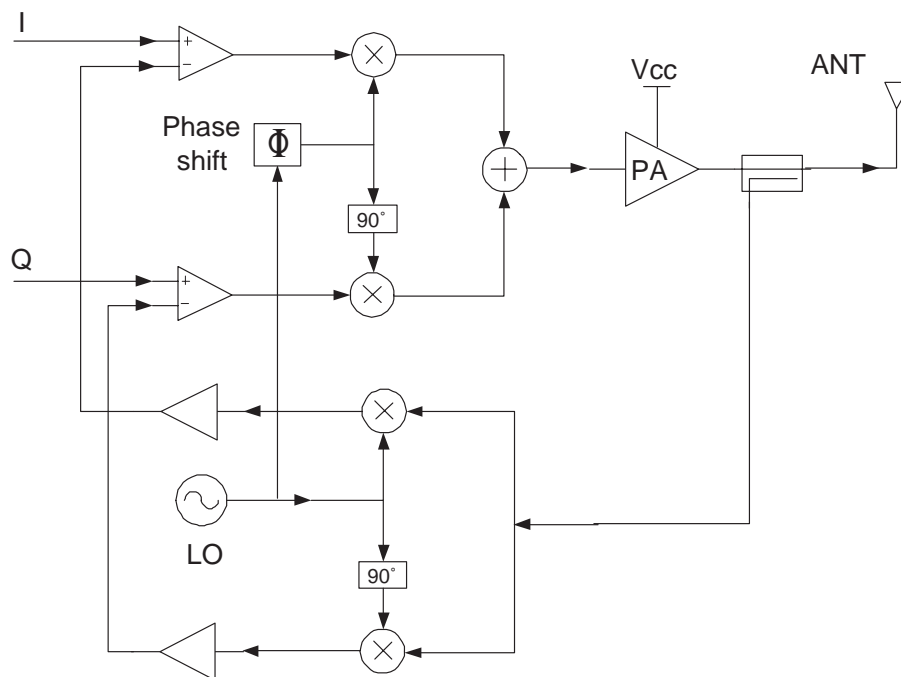 I
+
−
Vcc
ANT
Phase
shift
Φ
PA
90°
Q
+
−
LO
90°